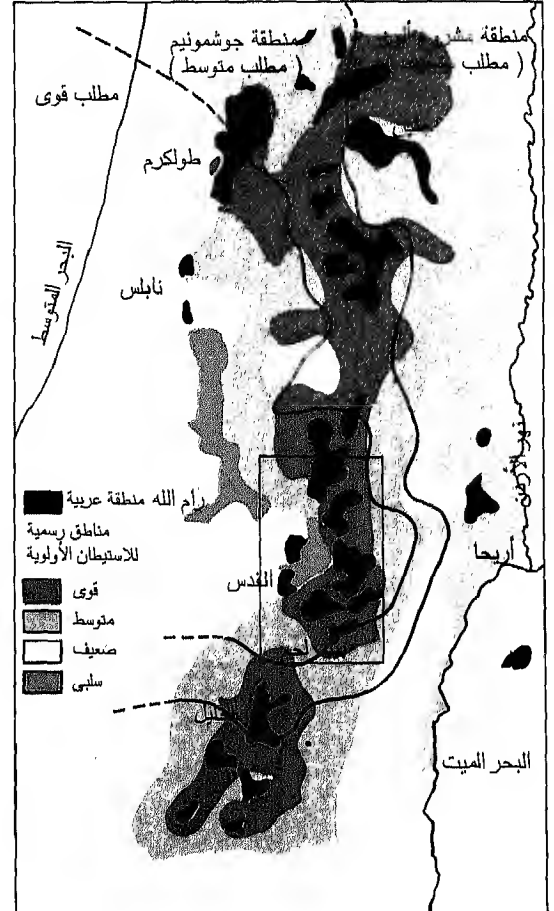 منطقة
( مطلب
منطقة جوشمونيم
( مطلب متوسط )
مطلب قوى
طولكرم
البحر المتوسط
نابلس
نهر الأردن
رام الله
منطقة عربية
مناطق رسمية
للاستيطان الأولوية
قوى
متوسط
ضعيف
سلبى
القدس
أريحا
البحر الميت